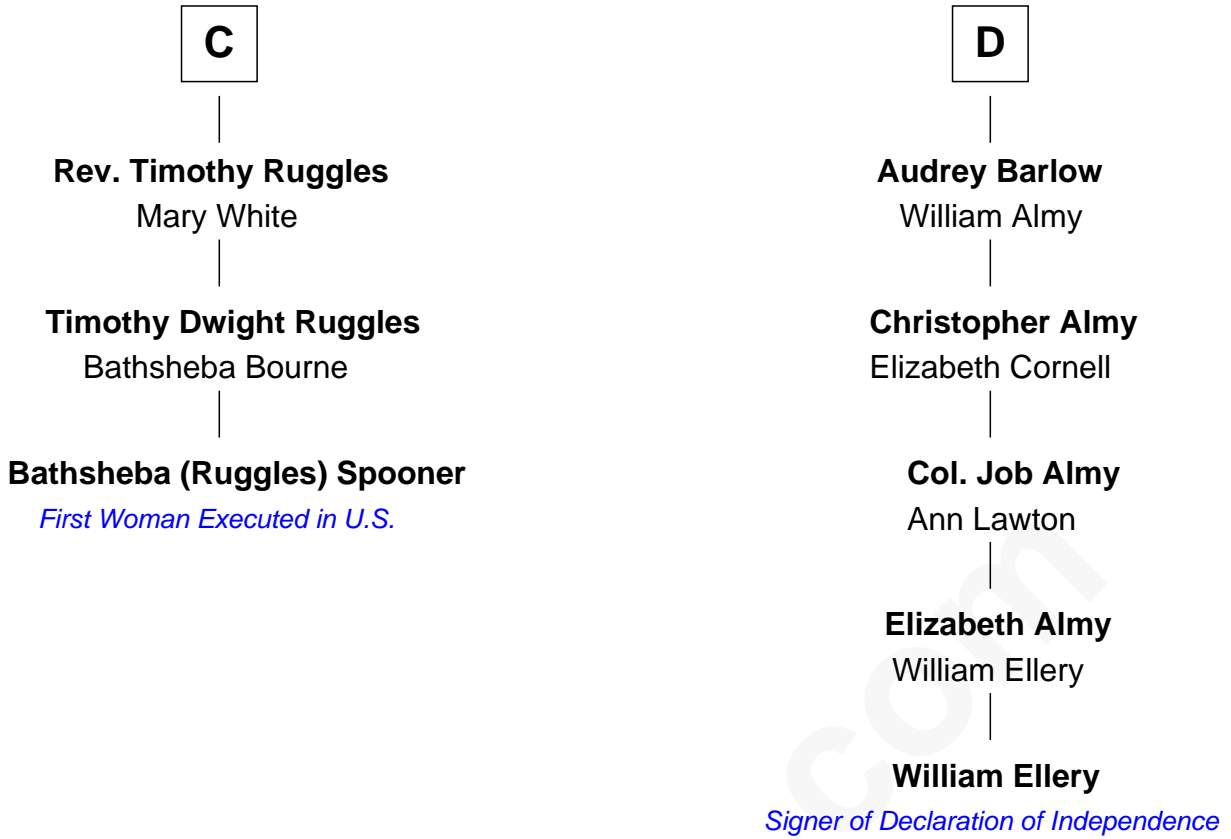 C
Rev. Timothy Ruggles
Mary White
Timothy Dwight Ruggles
Bathsheba Bourne
Bathsheba (Ruggles) Spooner
First Woman Executed in U.S.
D
Audrey Barlow
William Almy
Christopher Almy
Elizabeth Cornell
Col. Job Almy
Ann Lawton
Elizabeth Almy
William Ellery
William Ellery
Signer of Declaration of Independence
com